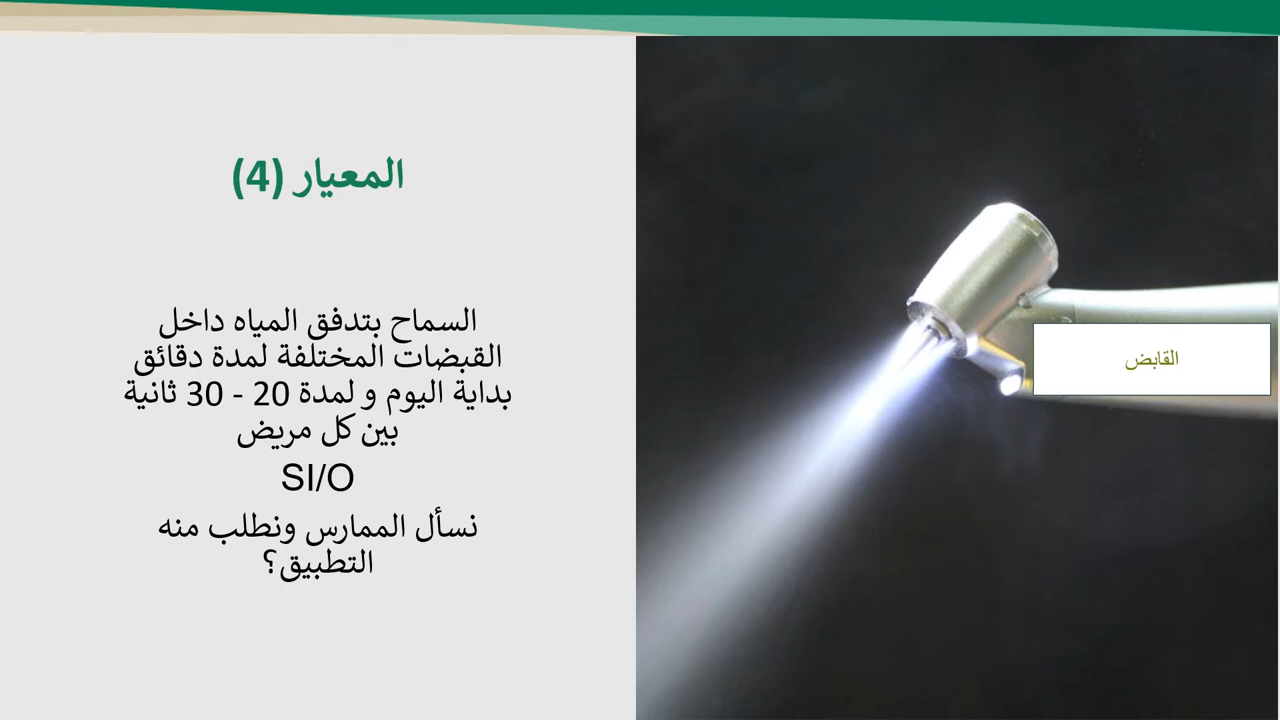 المعيار (4)
السماح بتدفق المياه داخل
القبضات المختلفة لمدة دقائق
بداية اليوم و لمدة 20 - 30 ثانية
بين كل مريض
SI/O
نسأل الممارس ونطلب منه
التطبيق؟
القابض